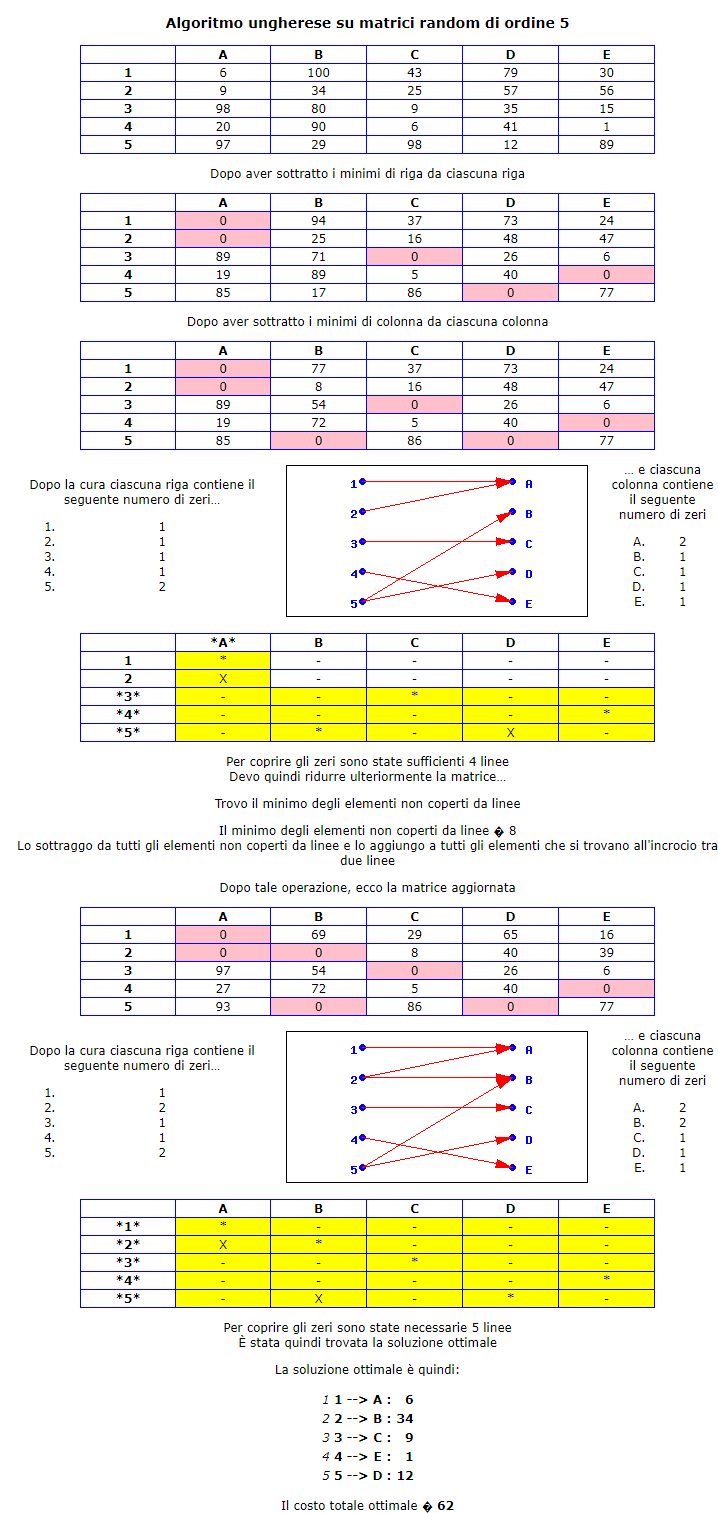 Algoritmo ungherese su matrici random di ordine 5
A B C D E
1 6 100 43 79 30
2 9 34 25 57 56
3 98 80 9 35 15
4 20 90 6 41 1
5 97 29 98 12 89
Dopo aver sottratto i minimi di riga da ciascuna riga
A B C D E
1 0 94 37 73 24
2 0 25 16 48 47
3 89 71 0 26 6
4 19 89 5 40 0
5 85 17 86 0 77
Dopo aver sottratto i minimi di colonna da ciascuna colonna
A B C D E
1 0 77 37 73 24
2 0 8 16 48 47
3 89 54 0 26 6
4 19 72 5 40 0
5 85 0 86 0 77
Dopo la cura ciascuna riga contiene il
seguente numero di zeri...
1. 1
2. 1
3. 1
4. 1
5. 2
1 A
2 B
3 C
4 D
5 E
... e ciascuna
colonna contiene
il seguente
numero di zeri
A. 2
B. 1
C. 1
D. 1
E. 1
*A* B C D E
1 * - - - -
2 X - - - -
*3* - - * - -
*4* - - - - *
*5* - * - X -
Per coprire gli zeri sono state sufficienti 4 linee
Devo quindi ridurre ulteriormente la matrice...
Trovo il minimo degli elementi non coperti da linee
Il minimo degli elementi non coperti da linee � 8
Lo sottraggo da tutti gli elementi non coperti da linee e lo aggiungo a tutti gli elementi che si trovano all'incrocio tra
due linee
Dopo tale operazione, ecco la matrice aggiornata
A B C D E
1 0 69 29 65 16
2 0 0 8 40 39
3 97 54 0 26 6
4 27 72 5 40 0
5 93 0 86 0 77
Dopo la cura ciascuna riga contiene il
seguente numero di zeri...
1. 1
2. 2
3. 1
4. 1
5. 2
1 A
2 B
3 C
4 D
5 E
... e ciascuna
colonna contiene
il seguente
numero di zeri
A. 2
B. 2
C. 1
D. 1
E. 1
A B C D E
*1* * - - - -
*2* X * - - -
*3* - - * - -
*4* - - - - *
*5* - X - * -
Per coprire gli zeri sono state necessarie 5 linee
È stata quindi trovata la soluzione ottimale
La soluzione ottimale è quindi:
1 1 --> A : 6
2 2 --> B : 34
3 3 --> C : 9
4 4 --> E : 1
5 5 --> D : 12
Il costo totale ottimale � 62